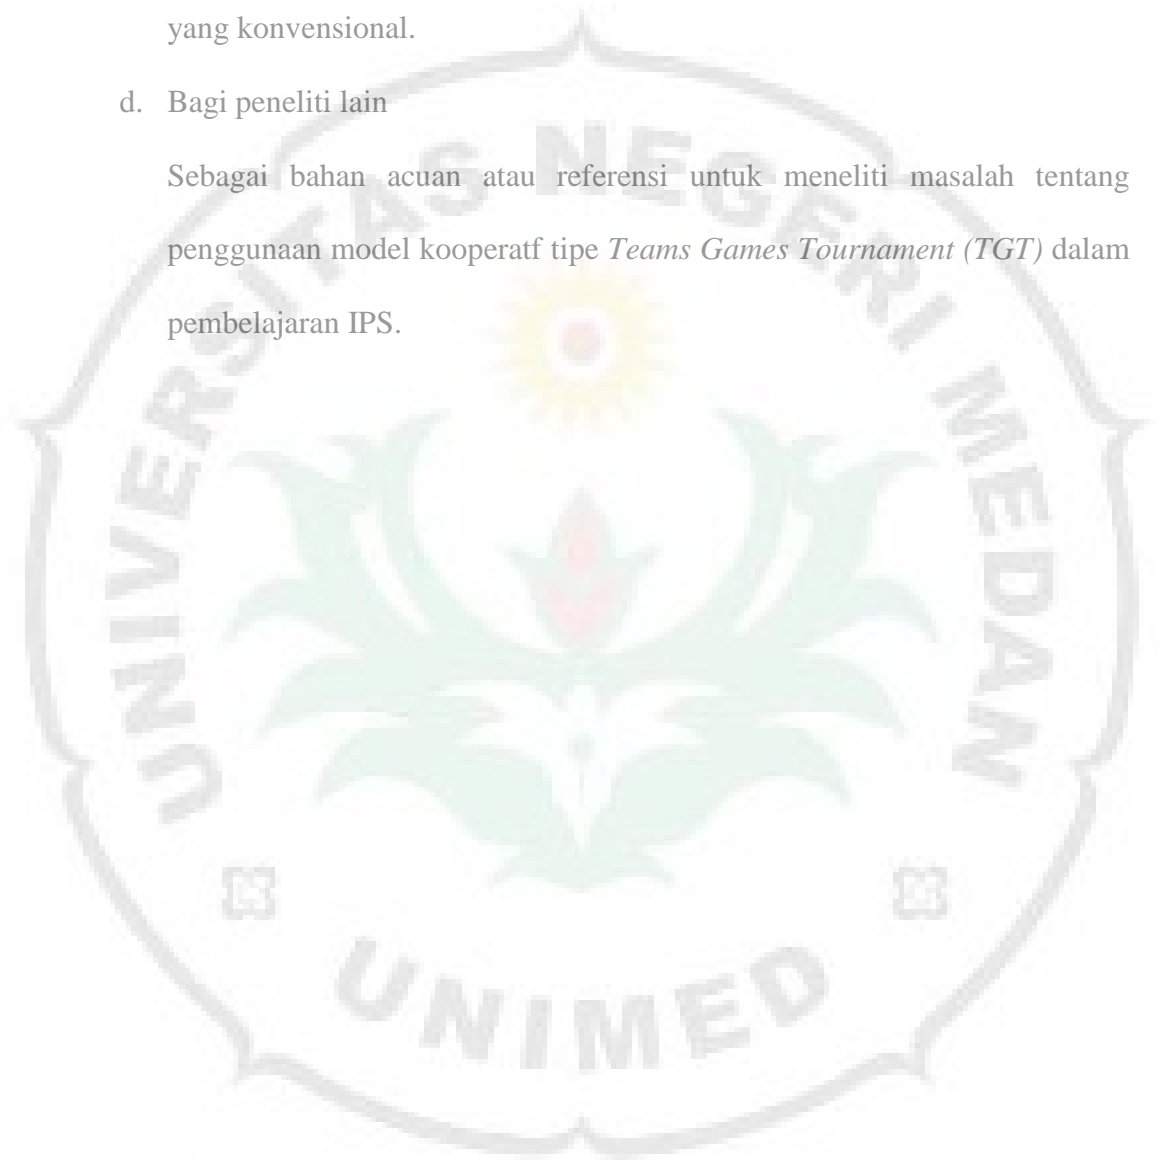 yang konvensional.
d. Bagi peneliti lain
Sebagai bahan acuan atau referensi untuk meneliti masalah tentang
penggunaan model kooperatf tipe Teams Games Tournament (TGT) dalam
pembelajaran IPS.
UNIVERSITAS NEGERI MEDAN
UNIMED